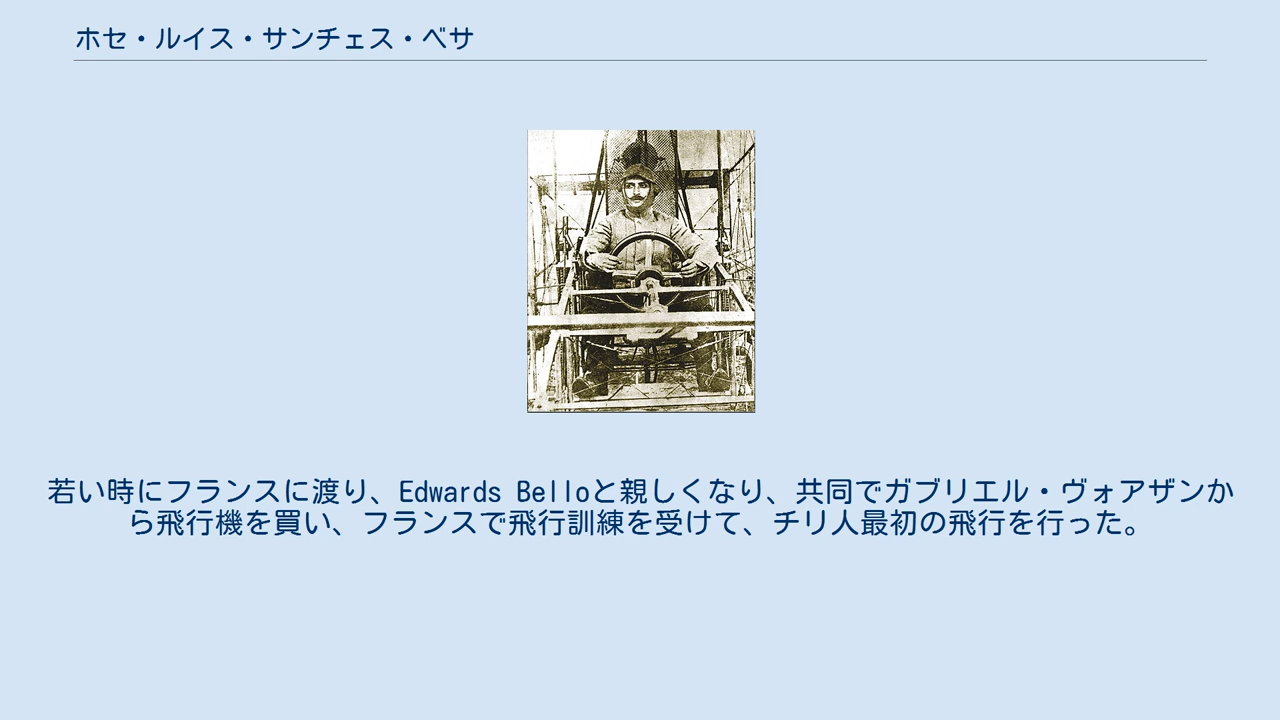 ホセ・ルイス・サンチェス・ベサ
若い時にフランスに渡り、Edwards Belloと親しくなり、共同でガブリエル・ヴォアザンか
ら飛行機を買い、フランスで飛行訓練を受けて、チリ人最初の飛行を行った。